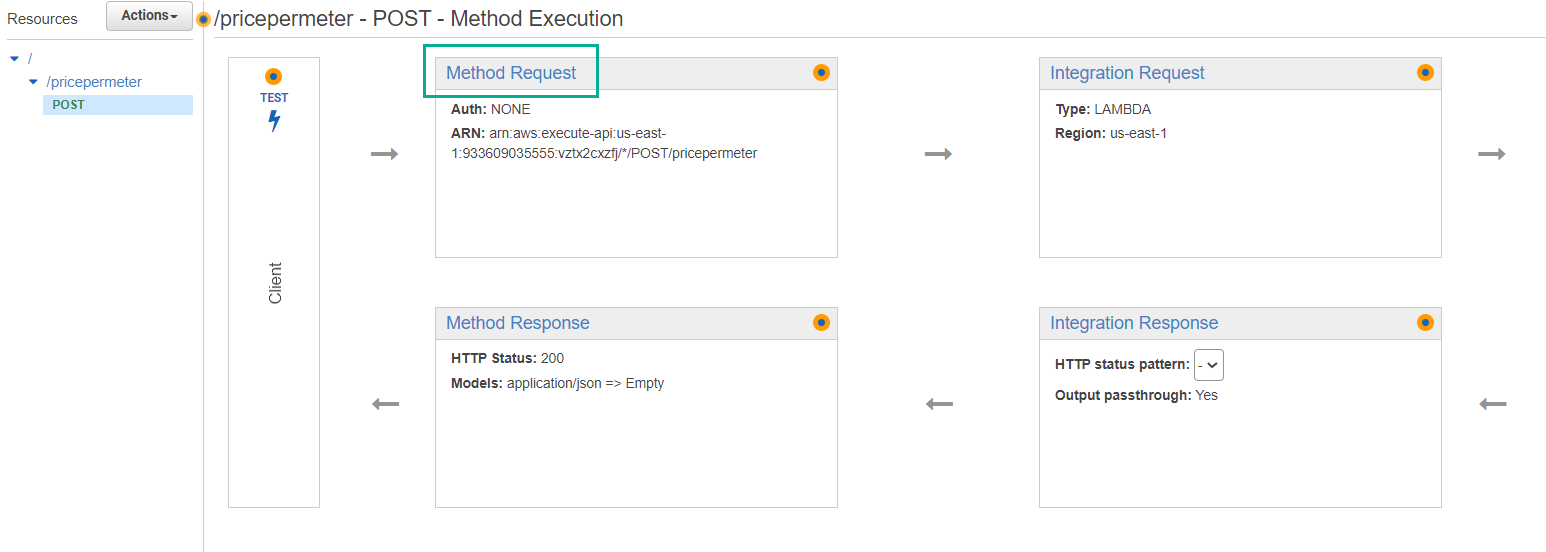 Resources
Actions
/
/pricepermeter
POST
/pricepermeter - POST - Method Execution
TEST
Client
Method Request
Auth: NONE
ARN: arn:aws:execute-api:us-east-
1:933609035555:vztx2cxzfj/*/POST/pricepermeter
Integration Request
Type: LAMBDA
Region: us-east-1
Method Response
HTTP Status: 200
Models: application/json => Empty
Integration Response
HTTP status pattern: -
Output passthrough: Yes